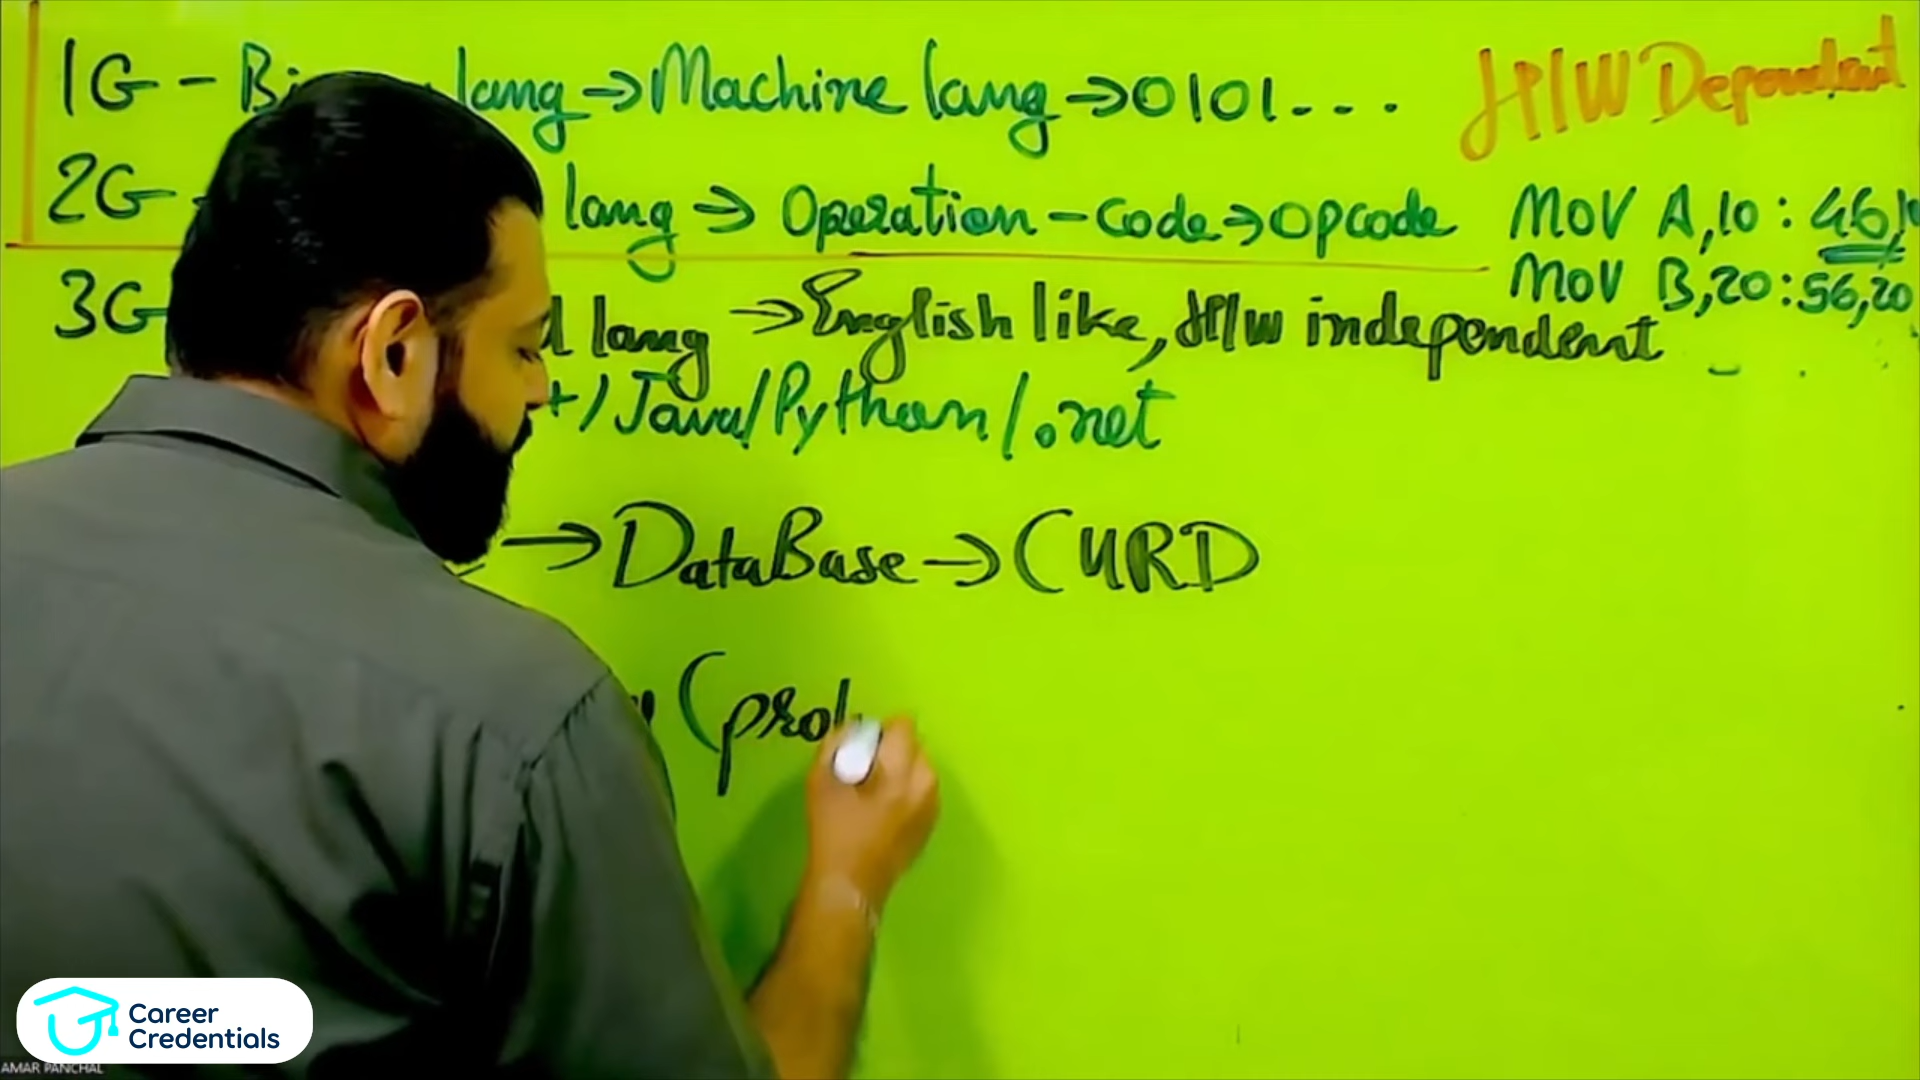 1G - Bi lang → Machine lang → 0101... H/W Dependent
2G - lang → Operation-Code → Opcode MOV A,10 : 46,1
MOV B,20 : 56,20
3G - lang → English like, H/W independent
+/Java/Python/.net
→ DataBase → CURD
(prob
Career
Credentials
AMAR PANCHAL